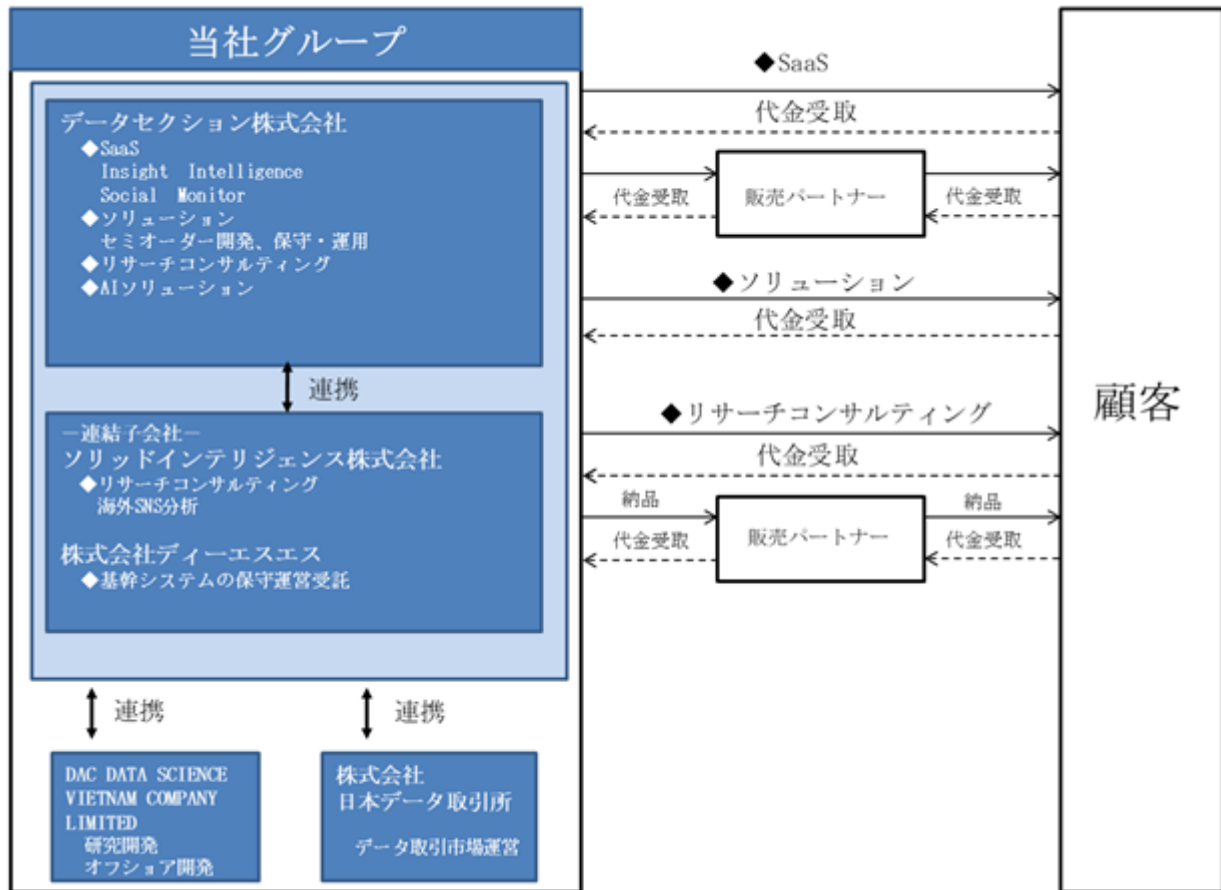 当社グループ
データセクション株式会社
◆SaaS
Insight Intelligence
Social Monitor
◆ソリューション
セミオーダー開発、保守・運用
◆リサーチコンサルティング
◆AIソリューション
連携
－連結子会社－
ソリッドインテリジェンス株式会社
◆リサーチコンサルティング
海外SNS分析
株式会社ディーエスエス
◆基幹システムの保守運営受託
連携
連携
DAC DATA SCIENCE
VIETNAM COMPANY
LIMITED
研究開発
オフショア開発
株式会社
日本データ取引所
データ取引市場運営
◆SaaS
代金受取
代金受取
販売パートナー
代金受取
◆ソリューション
代金受取
◆リサーチコンサルティング
代金受取
納品
代金受取
販売パートナー
納品
代金受取
顧客